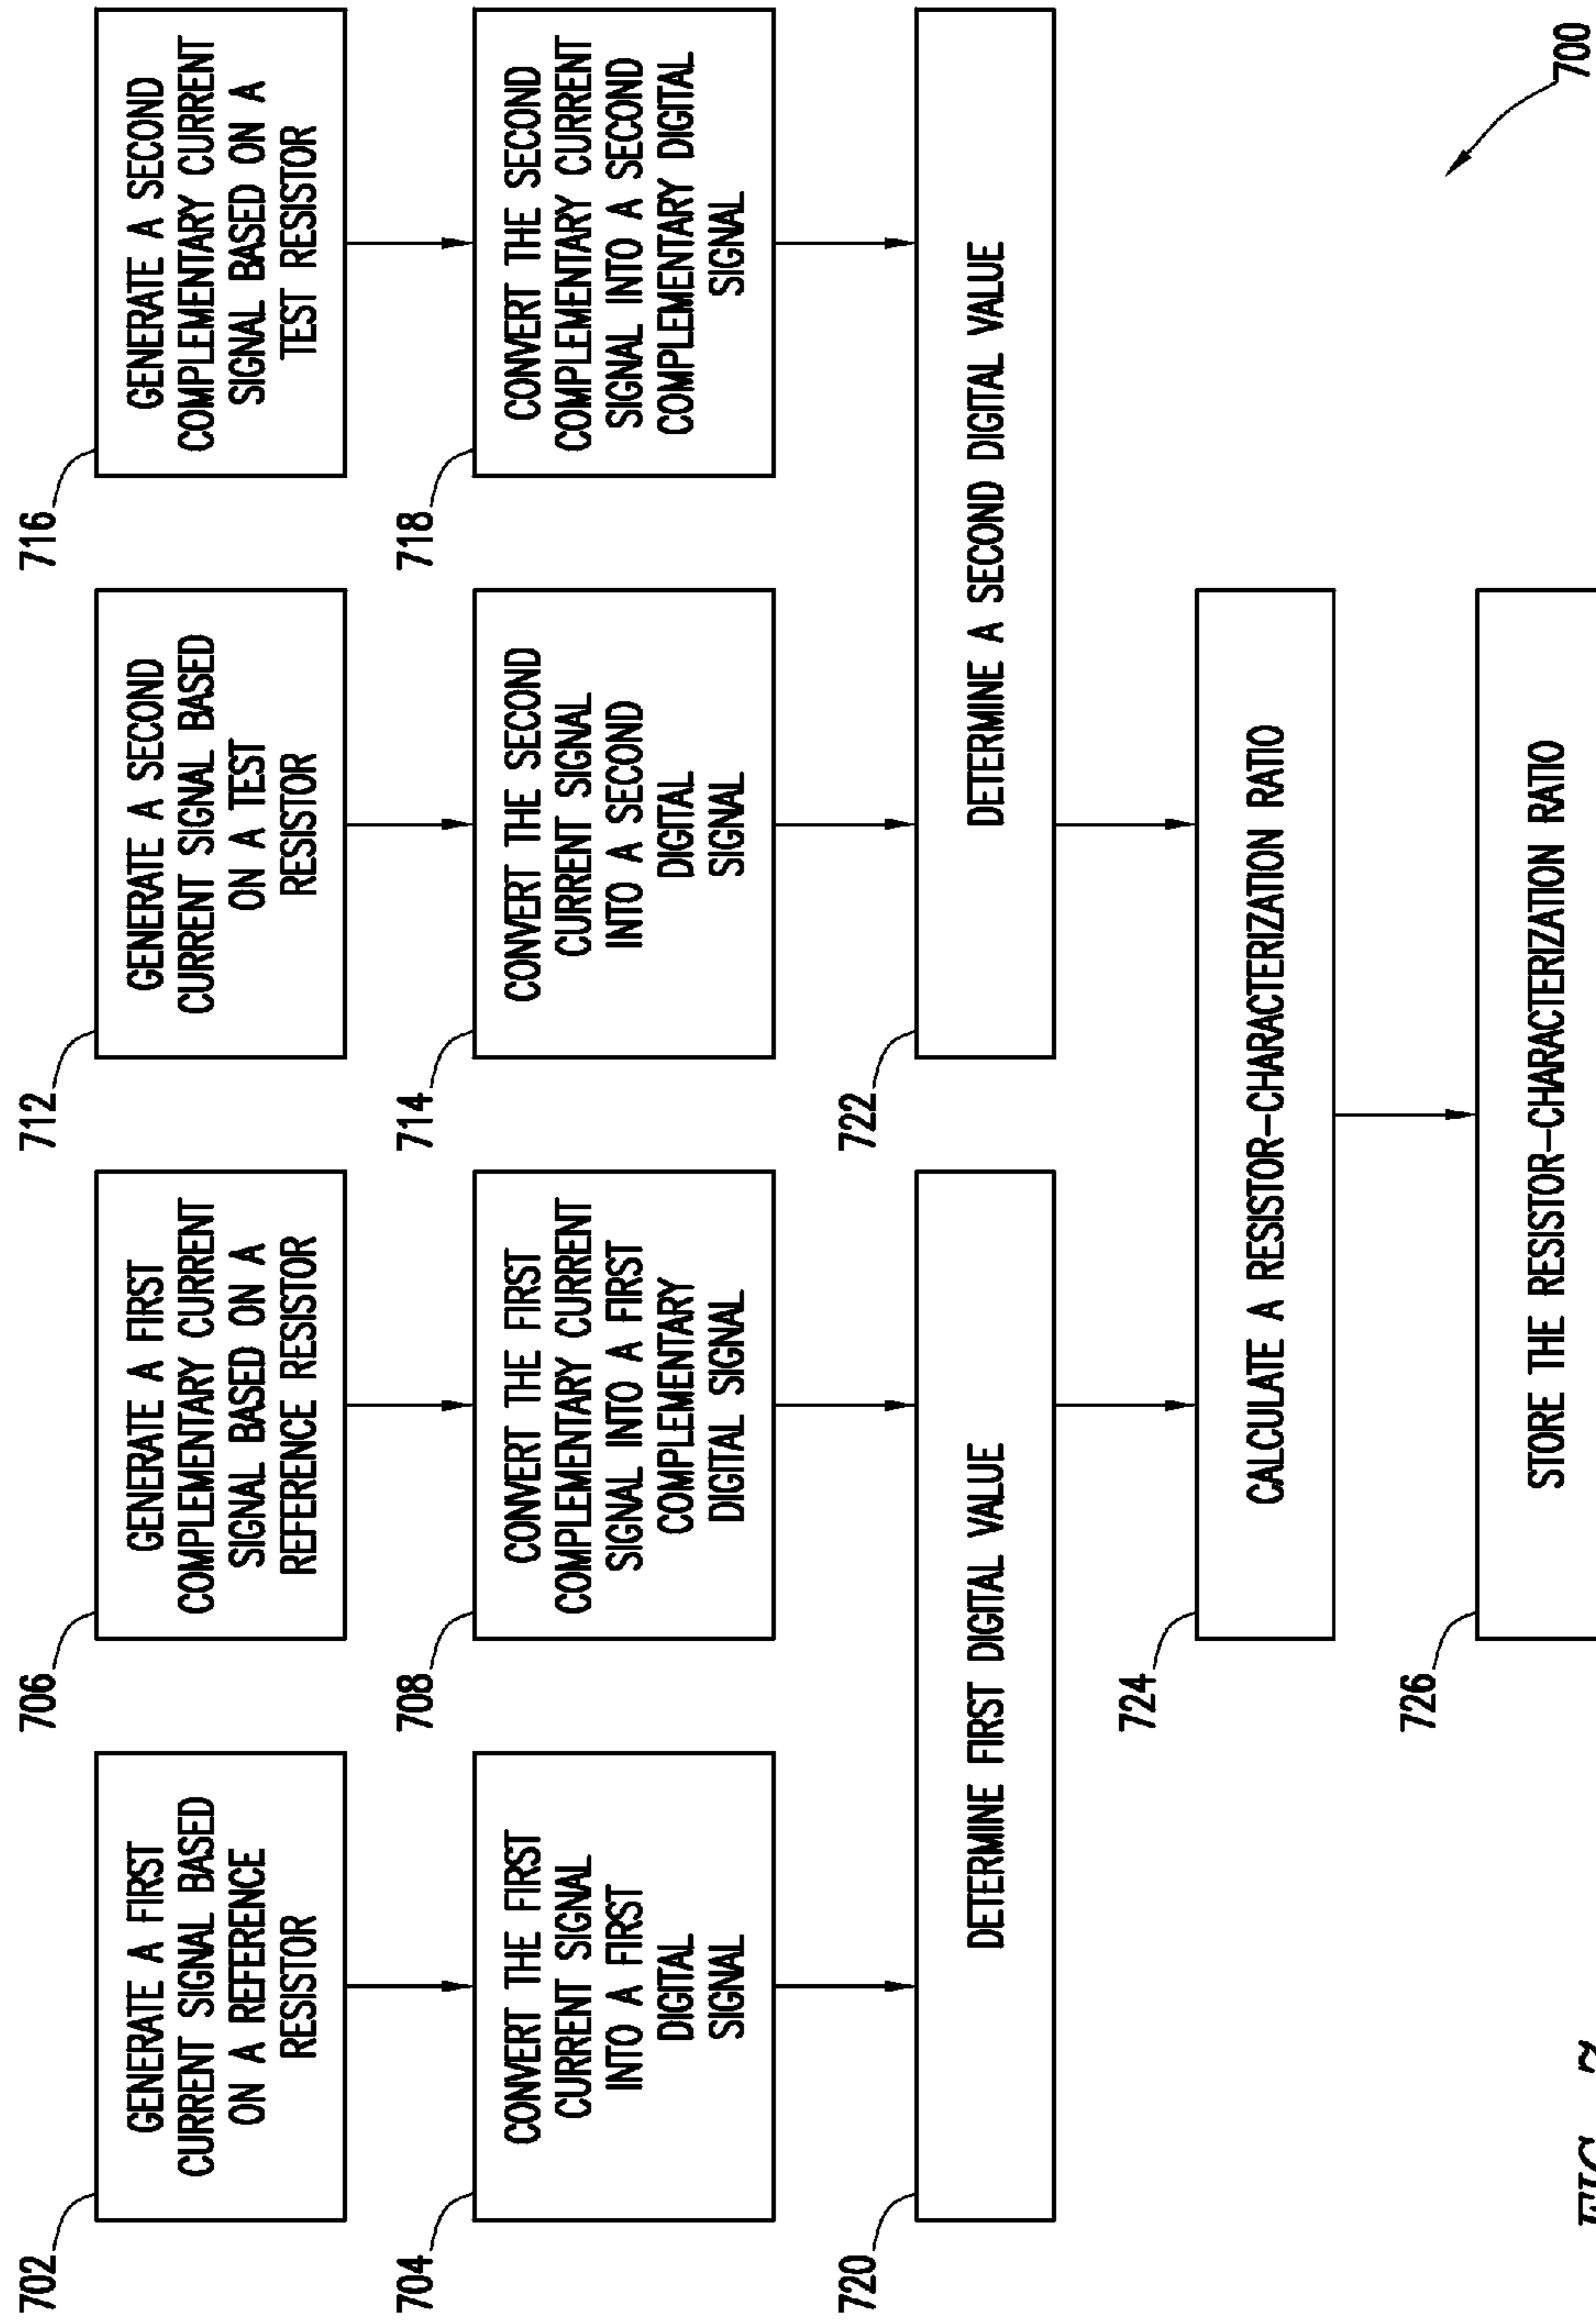 702
GENERATE A FIRST
CURRENT SIGNAL BASED
ON A REFERENCE
RESISTOR
706
GENERATE A FIRST
COMPLEMENTARY CURRENT
SIGNAL BASED ON A
REFERENCE RESISTOR
712
GENERATE A SECOND
CURRENT SIGNAL BASED
ON A TEST
RESISTOR
716
GENERATE A SECOND
COMPLEMENTARY CURRENT
SIGNAL BASED ON A
TEST RESISTOR
704
CONVERT THE FIRST
CURRENT SIGNAL
INTO A FIRST
DIGITAL
SIGNAL
708
CONVERT THE FIRST
COMPLEMENTARY CURRENT
SIGNAL INTO A FIRST
COMPLEMENTARY
DIGITAL SIGNAL
714
CONVERT THE SECOND
CURRENT SIGNAL
INTO A SECOND
DIGITAL
SIGNAL
718
CONVERT THE SECOND
COMPLEMENTARY CURRENT
SIGNAL INTO A SECOND
COMPLEMENTARY DIGITAL
SIGNAL
720
DETERMINE FIRST DIGITAL VALUE
722
DETERMINE A SECOND DIGITAL VALUE
724
CALCULATE A RESISTOR-CHARACTERIZATION RATIO
726
STORE THE RESISTOR-CHARACTERIZATION RATIO
700
FIG. 7